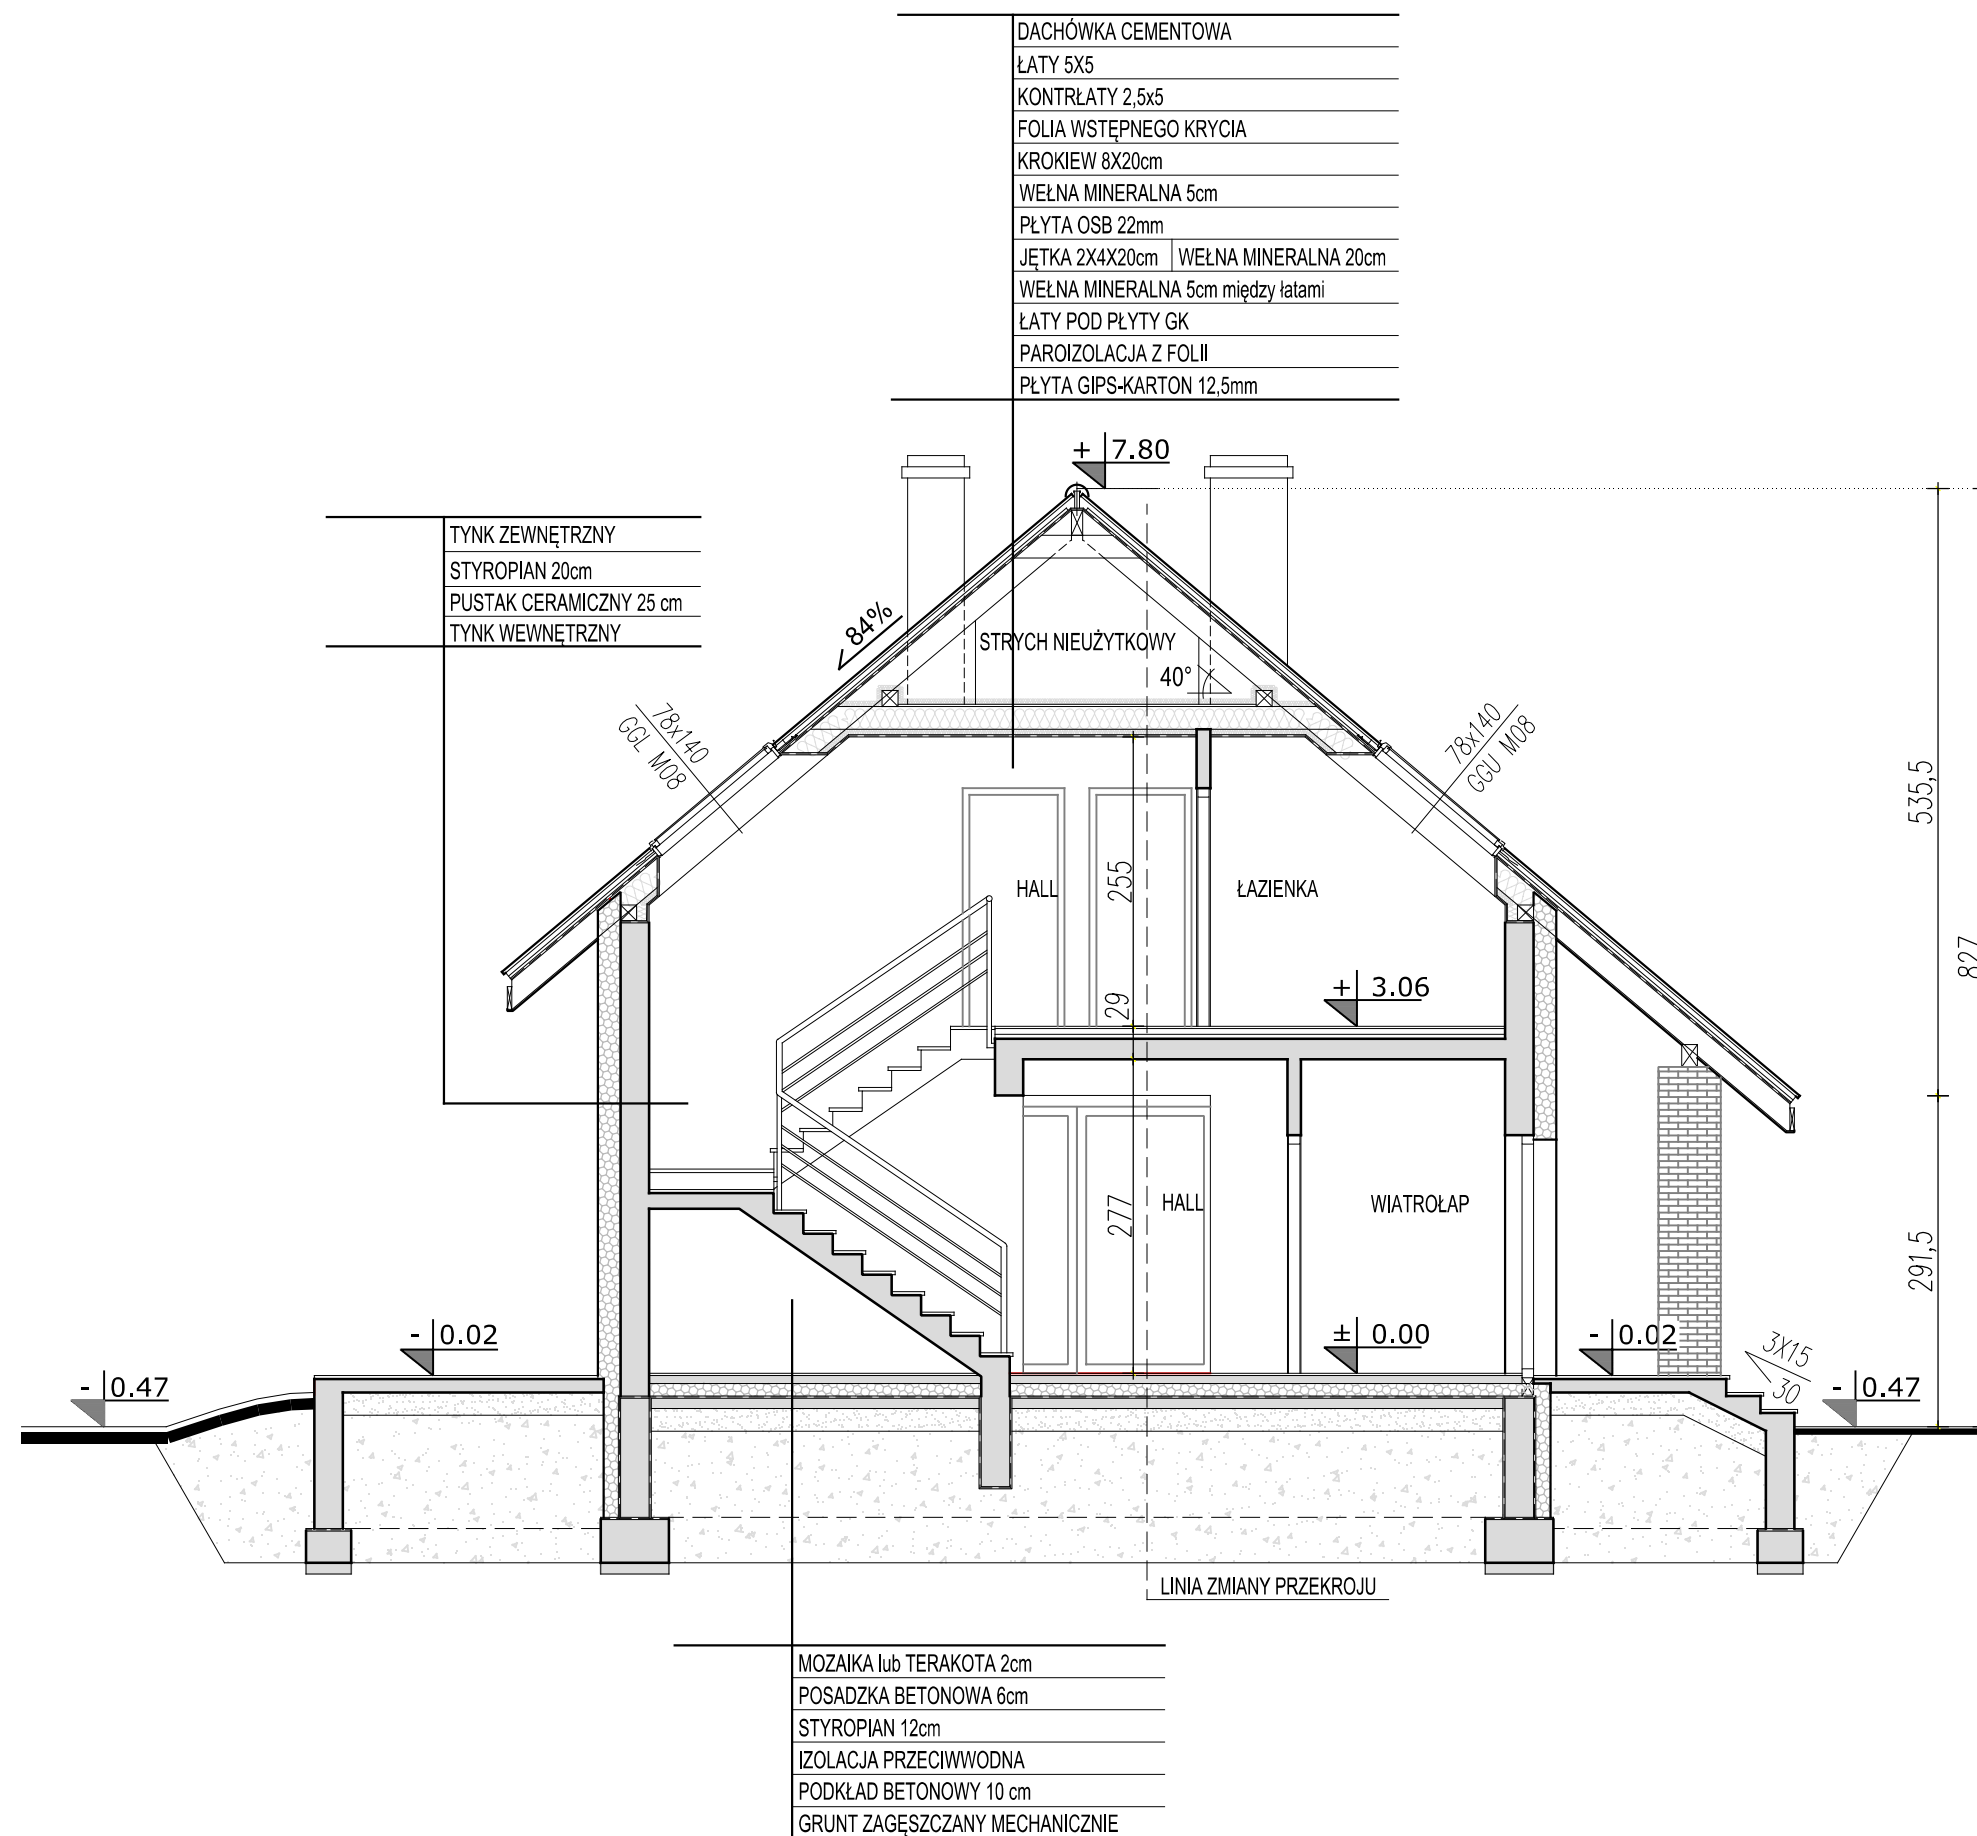 DACHÓWKA CEMENTOWA
ŁATY 5X5
KONTRŁATY 2,5x5
FOLIA WSTĘPNEGO KRYCIA
KROKIEW 8X20cm
WEŁNA MINERALNA 5cm
PŁYTA OSB 22mm
JĘTKA 2X4X20cm WEŁNA MINERALNA 20cm
WEŁNA MINERALNA 5cm między łatami
ŁATY POD PŁYTY GK
PAROIZOLACJA Z FOLII
PŁYTA GIPS-KARTON 12,5mm
+ 7.80
TYNK ZEWNĘTRZNY
STYROPIAN 20cm
PUSTAK CERAMICZNY 25 cm
TYNK WEWNĘTRZNY
84%
STRYCH NIEUŻYTKOWY
40°
78x140
GGL M08
78x140
GGU M08
535,5
255
HALL
ŁAZIENKA
827
29
+ 3.06
277
HALL
WIATROŁAP
291,5
- 0.02
± 0.00
- 0.02
3X15
30
- 0.47
- 0.47
LINIA ZMIANY PRZEKROJU
MOZAIKA lub TERAKOTA 2cm
POSADZKA BETONOWA 6cm
STYROPIAN 12cm
IZOLACJA PRZECIWWODNA
PODKŁAD BETONOWY 10 cm
GRUNT ZAGĘSZCZANY MECHANICZNIE